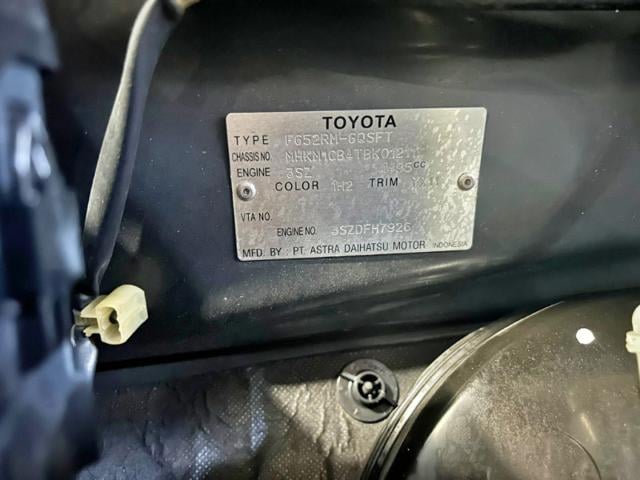 TOYOTA
TYPE F652RM-GQSFT
CHASSIS NO.
ENGINE 3SZ CC
COLOR 1H2 TRIM
VTA NO.
ENGINE NO. 3SZDFH7926
MFD. BY : PT. ASTRA DAIHATSU MOTOR INDONESIA